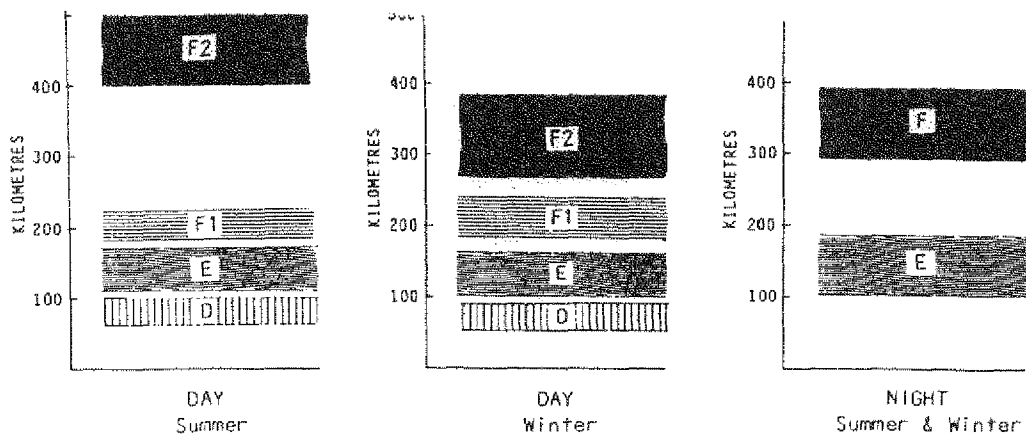 F2
400
300
KILOMETRES
F1
200
E
100
D
DAY
Summer
500
400
F2
300
KILOMETRES
F1
200
E
100
D
DAY
Winter
400
F
300
KILOMETRES
200
E
100
NIGHT
Summer & Winter